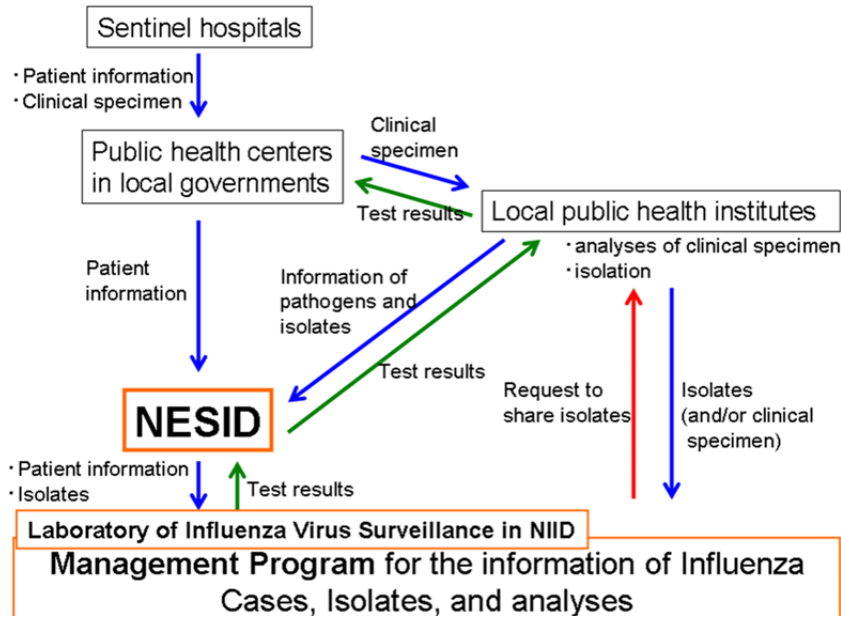 Sentinel hospitals
・Patient information
・Clinical specimen
Public health centers
in local governments
Clinical
specimen
Test results
Local public health institutes
・analyses of clinical specimen
・isolation
Patient
information
Information of
pathogens and
isolates
Test results
Request to
share isolates
Isolates
(and/or clinical
specimen)
NESID
・Patient information
・Isolates
Test results
Laboratory of Influenza Virus Surveillance in NIID
Management Program for the information of Influenza
Cases, Isolates, and analyses